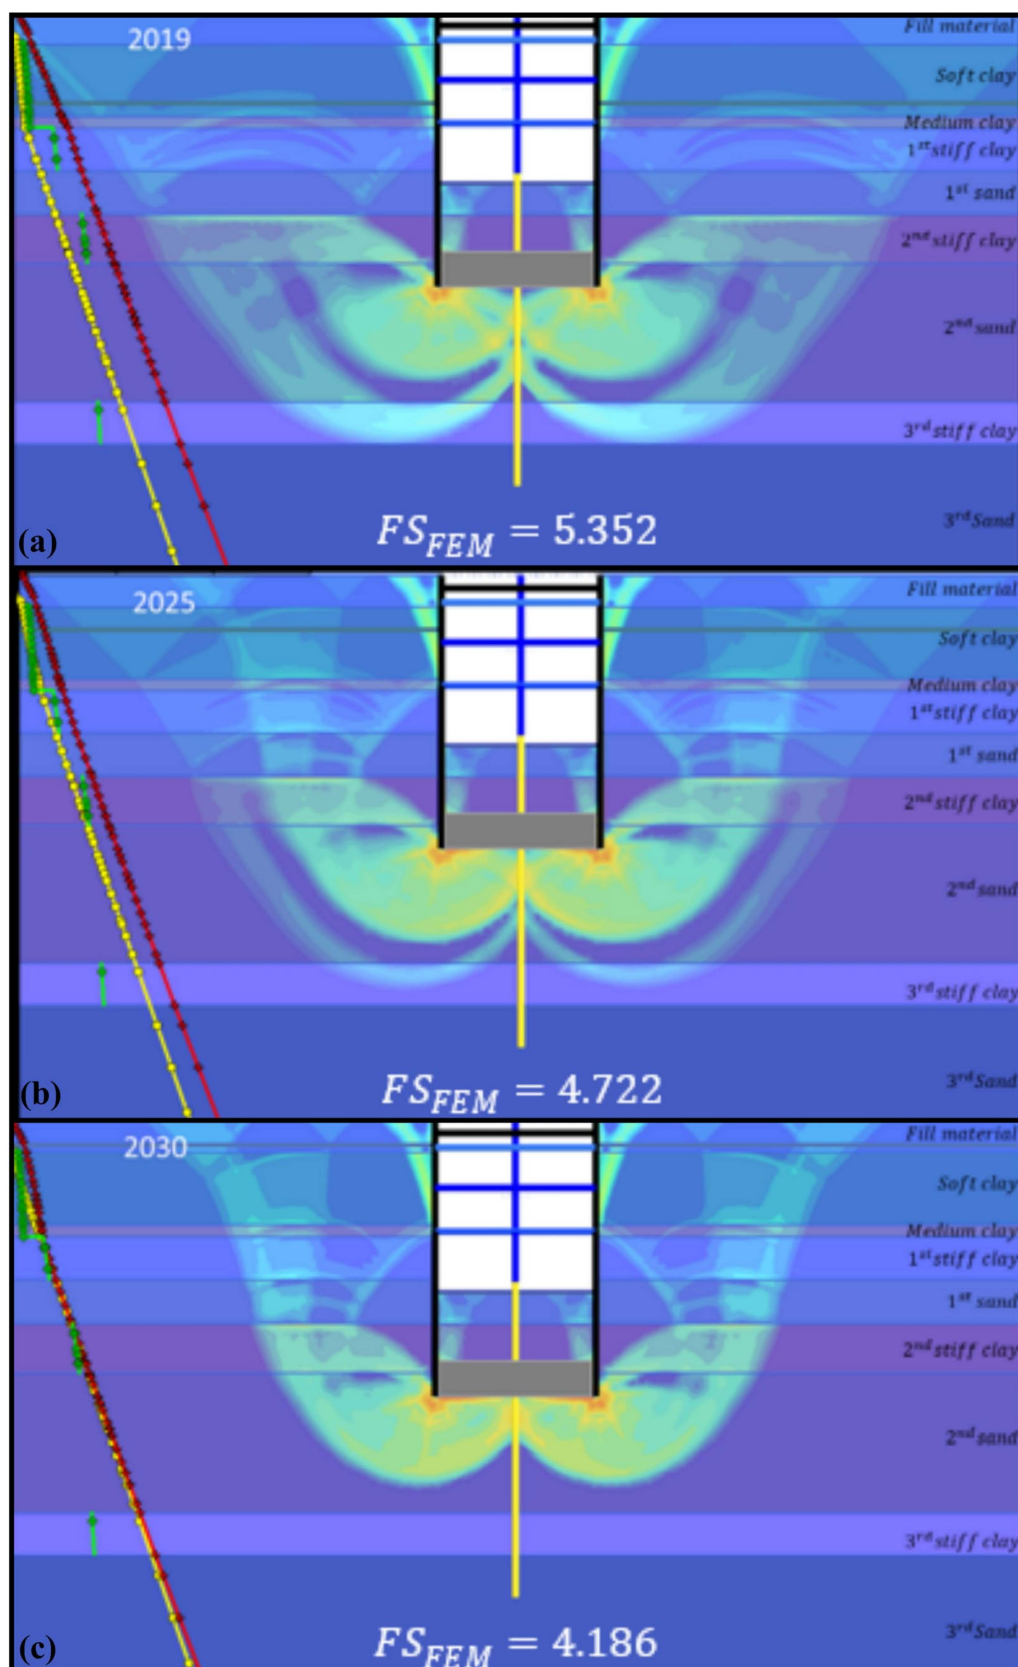 2019
Fill material
Soft clay
Medium clay
1st stiff clay
1st sand
2nd stiff clay
2nd sand
3rd stiff clay
3rd Sand
(a)
FS_FEM = 5.352
2025
Fill material
Soft clay
Medium clay
1st stiff clay
1st sand
2nd stiff clay
2nd sand
3rd stiff clay
3rd Sand
(b)
FS_FEM = 4.722
2030
Fill material
Soft clay
Medium clay
1st stiff clay
1st sand
2nd stiff clay
2nd sand
3rd stiff clay
3rd Sand
(c)
FS_FEM = 4.186